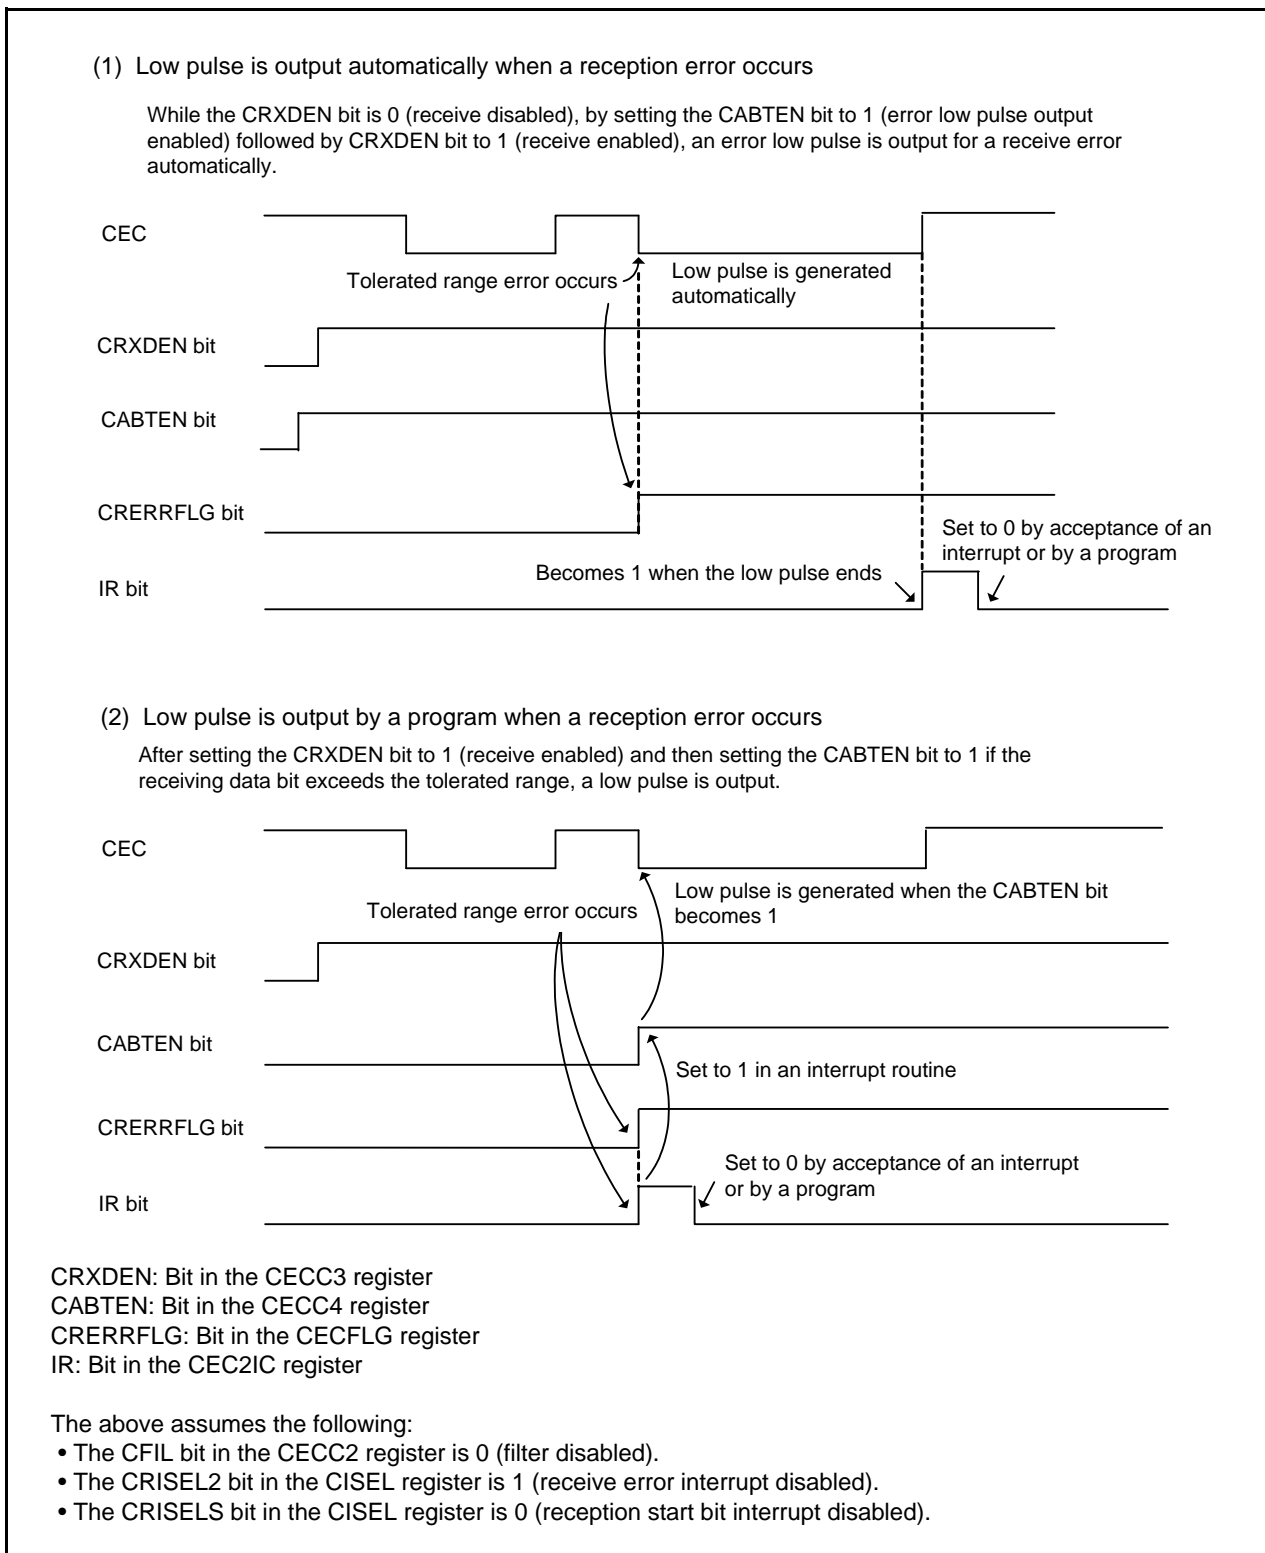 (1) Low pulse is output automatically when a reception error occurs
While the CRXDEN bit is 0 (receive disabled), by setting the CABTEN bit to 1 (error low pulse output
enabled) followed by CRXDEN bit to 1 (receive enabled), an error low pulse is output for a receive error
automatically.
CEC
Tolerated range error occurs
Low pulse is generated
automatically
CRXDEN bit
CABTEN bit
CRERRFLG bit
Set to 0 by acceptance of an
interrupt or by a program
Becomes 1 when the low pulse ends
IR bit
(2) Low pulse is output by a program when a reception error occurs
After setting the CRXDEN bit to 1 (receive enabled) and then setting the CABTEN bit to 1 if the
receiving data bit exceeds the tolerated range, a low pulse is output.
CEC
Low pulse is generated when the CABTEN bit
becomes 1
Tolerated range error occurs
CRXDEN bit
CABTEN bit
Set to 1 in an interrupt routine
CRERRFLG bit
Set to 0 by acceptance of an interrupt
or by a program
IR bit
CRXDEN: Bit in the CECC3 register
CABTEN: Bit in the CECC4 register
CRERRFLG: Bit in the CECFLG register
IR: Bit in the CEC2IC register
The above assumes the following:
• The CFIL bit in the CECC2 register is 0 (filter disabled).
• The CRISEL2 bit in the CISEL register is 1 (receive error interrupt disabled).
• The CRISELS bit in the CISEL register is 0 (reception start bit interrupt disabled).